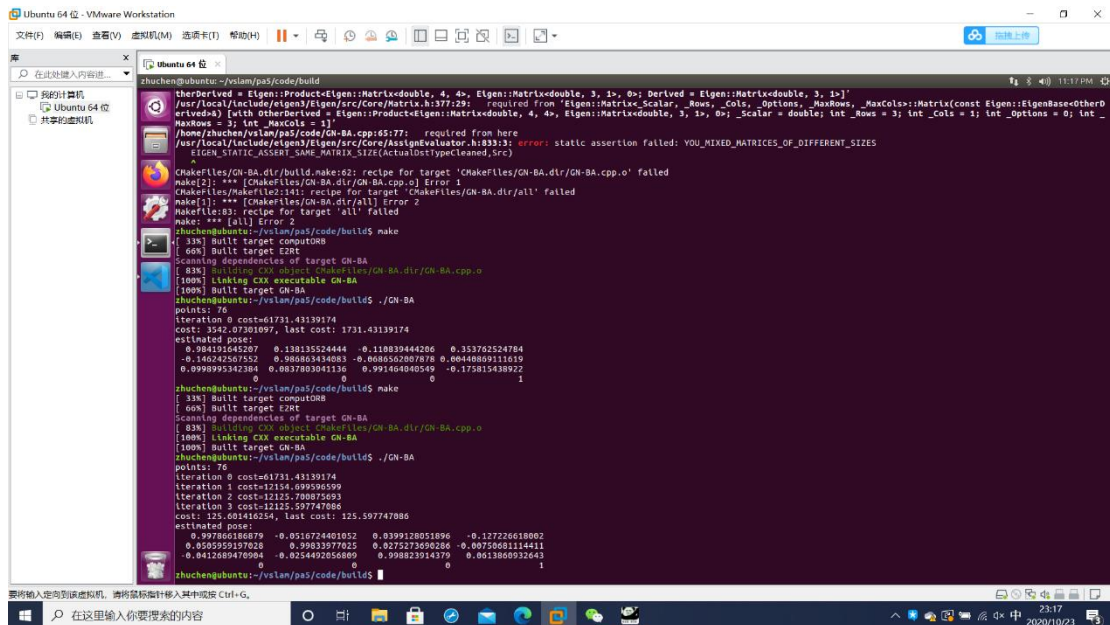 Ubuntu 64 位 - VMware Workstation
文件(F) 编辑(E) 查看(V) 虚拟机(M) 选项卡(T) 帮助(H)
拖拽上传
库
在此处键入内容进...
我的计算机
Ubuntu 64 位
共享的虚拟机
Ubuntu 64 位
zhuchen@ubuntu: ~/vslam/pa5/code/build
11:17 PM
therDerived = Eigen::Product<Eigen::Matrix<double, 4, 4>, Eigen::Matrix<double, 3, 1>, 0>; Derived = Eigen::Matrix<double, 3, 1>]'
/usr/local/include/eigen3/Eigen/src/Core/Matrix.h:377:29:   required from 'Eigen::Matrix<_Scalar, _Rows, _Cols, _Options, _MaxRows, _MaxCols>::Matrix(const Eigen::EigenBase<OtherD
erived>&) [with OtherDerived = Eigen::Product<Eigen::Matrix<double, 4, 4>, Eigen::Matrix<double, 3, 1>, 0>; _Scalar = double; int _Rows = 3; int _Cols = 1; int _Options = 0; int _
MaxRows = 3; int _MaxCols = 1]'
/home/zhuchen/vslam/pa5/code/GN-BA.cpp:65:77:   required from here
/usr/local/include/eigen3/Eigen/src/Core/AssignEvaluator.h:833:3: error: static assertion failed: YOU_MIXED_MATRICES_OF_DIFFERENT_SIZES
EIGEN_STATIC_ASSERT_SAME_MATRIX_SIZE(ActualDstTypeCleaned,Src)
^
CMakeFiles/GN-BA.dir/build.make:62: recipe for target 'CMakeFiles/GN-BA.dir/GN-BA.cpp.o' failed
make[2]: *** [CMakeFiles/GN-BA.dir/GN-BA.cpp.o] Error 1
CMakeFiles/Makefile2:141: recipe for target 'CMakeFiles/GN-BA.dir/all' failed
make[1]: *** [CMakeFiles/GN-BA.dir/all] Error 2
Makefile:83: recipe for target 'all' failed
make: *** [all] Error 2
zhuchen@ubuntu:~/vslam/pa5/code/build$ make
[ 33%] Built target computORB
[ 66%] Built target E2Rt
Scanning dependencies of target GN-BA
[ 83%] Building CXX object CMakeFiles/GN-BA.dir/GN-BA.cpp.o
[100%] Linking CXX executable GN-BA
[100%] Built target GN-BA
zhuchen@ubuntu:~/vslam/pa5/code/build$ ./GN-BA
points: 76
iteration 0 cost=61731.43139174
cost: 3542.07301097, last cost: 1731.43139174
estimated pose:
0.984191645207 0.138135524444 -0.110839444206 0.353762524784
-0.146242567552 0.986863434083 -0.0686562007878 0.00440869111619
0.0998995342384 0.0837803041136 0.991464040549 -0.175815438922
0 0 0 1
zhuchen@ubuntu:~/vslam/pa5/code/build$ make
[ 33%] Built target computORB
[ 66%] Built target E2Rt
Scanning dependencies of target GN-BA
[ 83%] Building CXX object CMakeFiles/GN-BA.dir/GN-BA.cpp.o
[100%] Linking CXX executable GN-BA
[100%] Built target GN-BA
zhuchen@ubuntu:~/vslam/pa5/code/build$ ./GN-BA
points: 76
iteration 0 cost=61731.43139174
iteration 1 cost=12154.699596599
iteration 2 cost=12125.700875693
iteration 3 cost=12125.597747086
cost: 125.601416254, last cost: 125.597747086
estimated pose:
0.997866186879 -0.0516724401052 0.0399128051896 -0.127226618002
0.0505959197028 0.99833977025 0.0275273690286 -0.00750681114411
-0.0412689470904 -0.0254492056809 0.998823914379 0.0613860932643
0 0 0 1
zhuchen@ubuntu:~/vslam/pa5/code/build$
要将输入定向到该虚拟机，请将鼠标指针移入其中或按 Ctrl+G。
在这里输入你要搜索的内容
中
23:17
2020/10/23